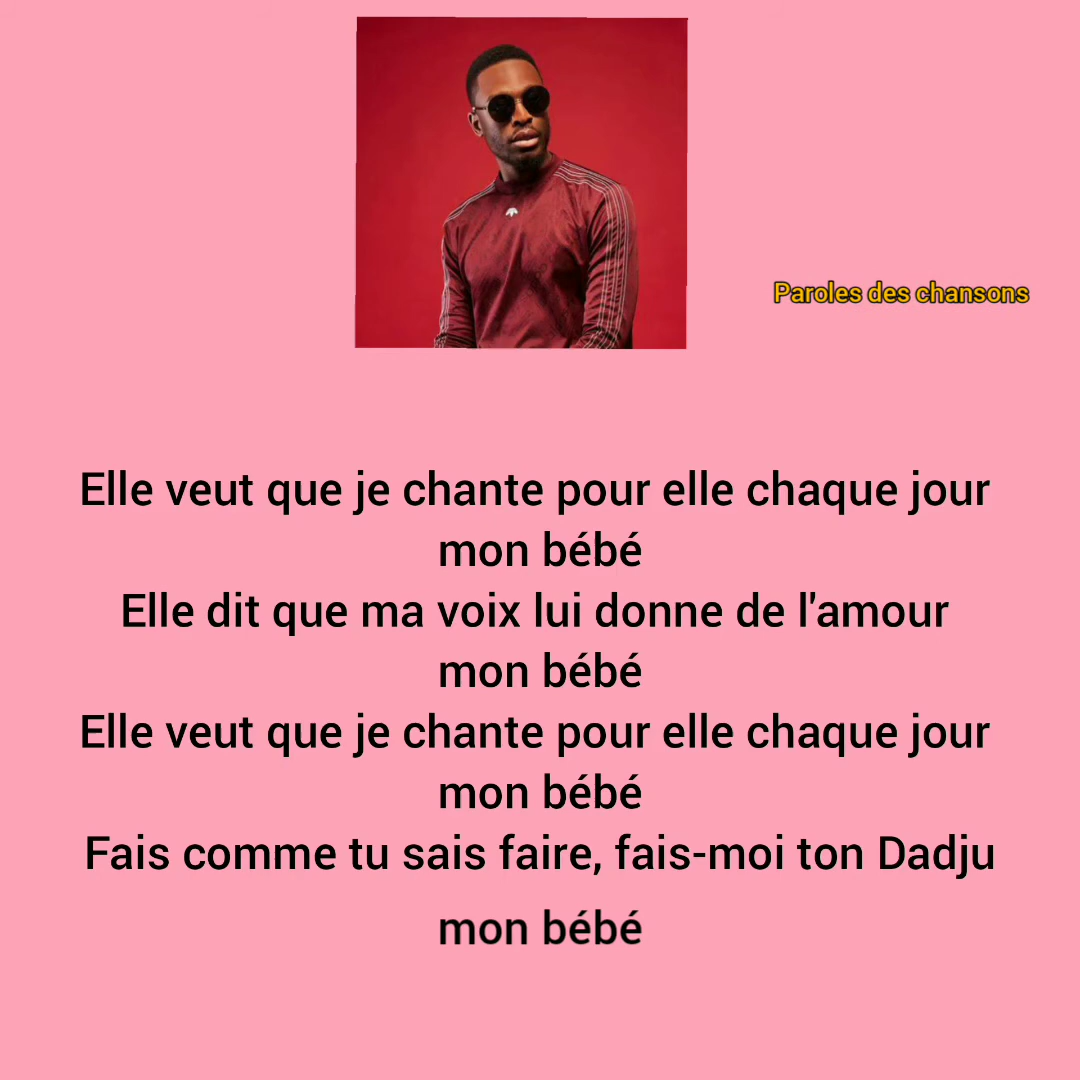 Paroles des chansons
Elle veut que je chante pour elle chaque jour
mon bébé
Elle dit que ma voix lui donne de l'amour
mon bébé
Elle veut que je chante pour elle chaque jour
mon bébé
Fais comme tu sais faire, fais-moi ton Dadju
mon bébé